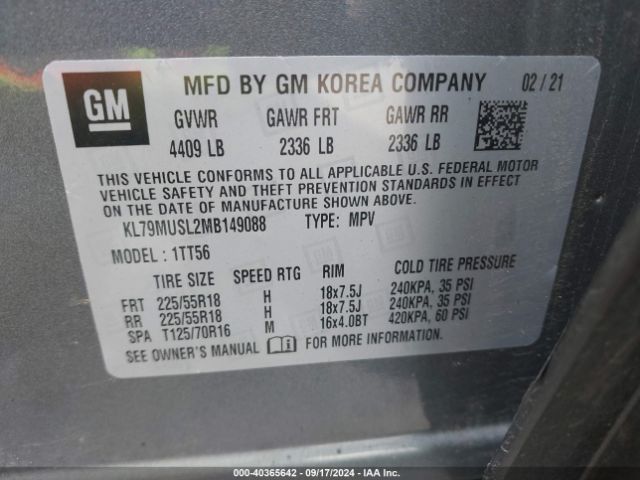 GM
MFD BY GM KOREA COMPANY 02 / 21
GVWR GAWR FRT GAWR RR
4409 LB 2336 LB 2336 LB
THIS VEHICLE CONFORMS TO ALL APPLICABLE U.S. FEDERAL MOTOR
VEHICLE SAFETY AND THEFT PREVENTION STANDARDS IN EFFECT
ON THE DATE OF MANUFACTURE SHOWN ABOVE.
KL79MUSL2MB149088 TYPE: MPV
MODEL: 1TT56
TIRE SIZE SPEED RTG RIM COLD TIRE PRESSURE
FRT 225/55R18 H 18x7.5J 240KPA, 35 PSI
RR 225/55R18 H 18x7.5J 240KPA, 35 PSI
SPA T125/70R16 M 16x4.0BT 420KPA, 60 PSI
SEE OWNER'S MANUAL FOR MORE INFORMATION.
000-40365642 - 09/17/2024 - IAA Inc.